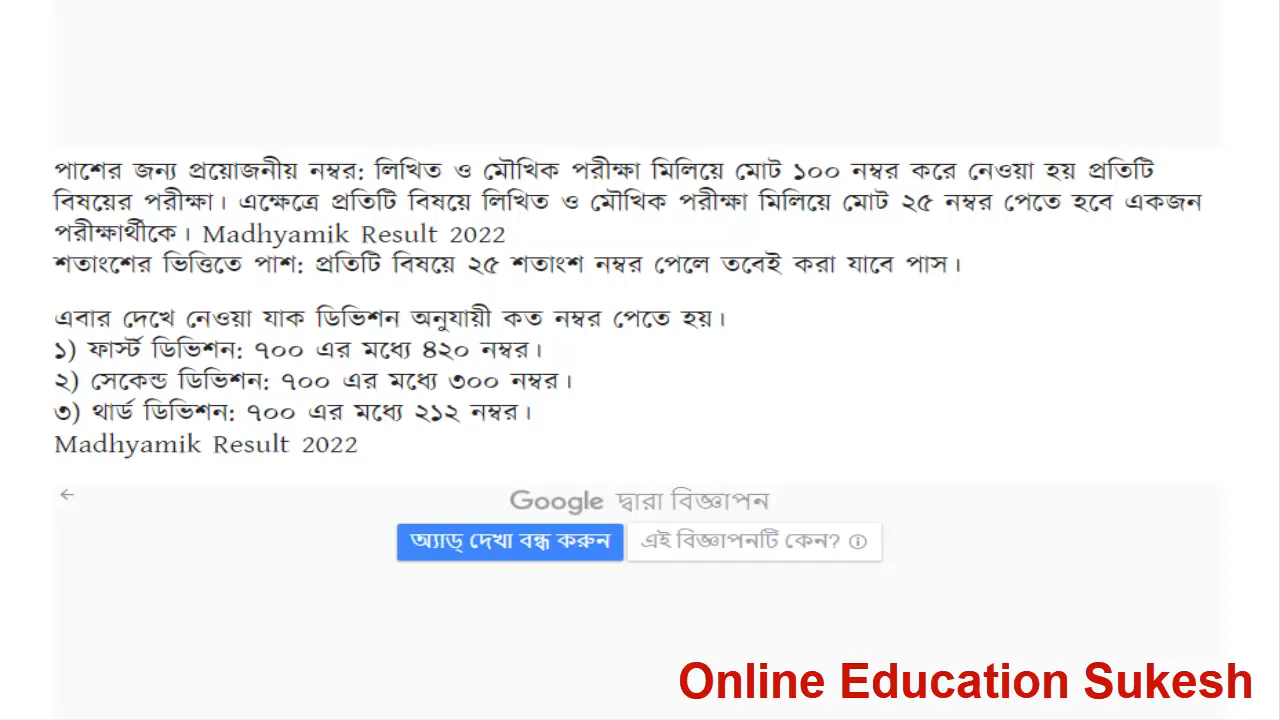 পাশের জন্য প্রয়োজনীয় নম্বর: লিখিত ও মৌখিক পরীক্ষা মিলিয়ে মোট ১০০ নম্বর করে নেওয়া হয় প্রতিটি
বিষয়ের পরীক্ষা। এক্ষেত্রে প্রতিটি বিষয়ে লিখিত ও মৌখিক পরীক্ষা মিলিয়ে মোট ২৫ নম্বর পেতে হবে একজন
পরীক্ষার্থীকে। Madhyamik Result 2022
শতাংশের ভিত্তিতে পাশ: প্রতিটি বিষয়ে ২৫ শতাংশ নম্বর পেলে তবেই করা যাবে পাস।
এবার দেখে নেওয়া যাক ডিভিশন অনুযায়ী কত নম্বর পেতে হয়।
১) ফার্স্ট ডিভিশন: ৭০০ এর মধ্যে ৪২০ নম্বর।
২) সেকেন্ড ডিভিশন: ৭০০ এর মধ্যে ৩০০ নম্বর।
৩) থার্ড ডিভিশন: ৭০০ এর মধ্যে ২১২ নম্বর।
Madhyamik Result 2022
Google দ্বারা বিজ্ঞাপন
অ্যাড্ দেখা বন্ধ করুন এই বিজ্ঞাপনটি কেন?
Online Education Sukesh